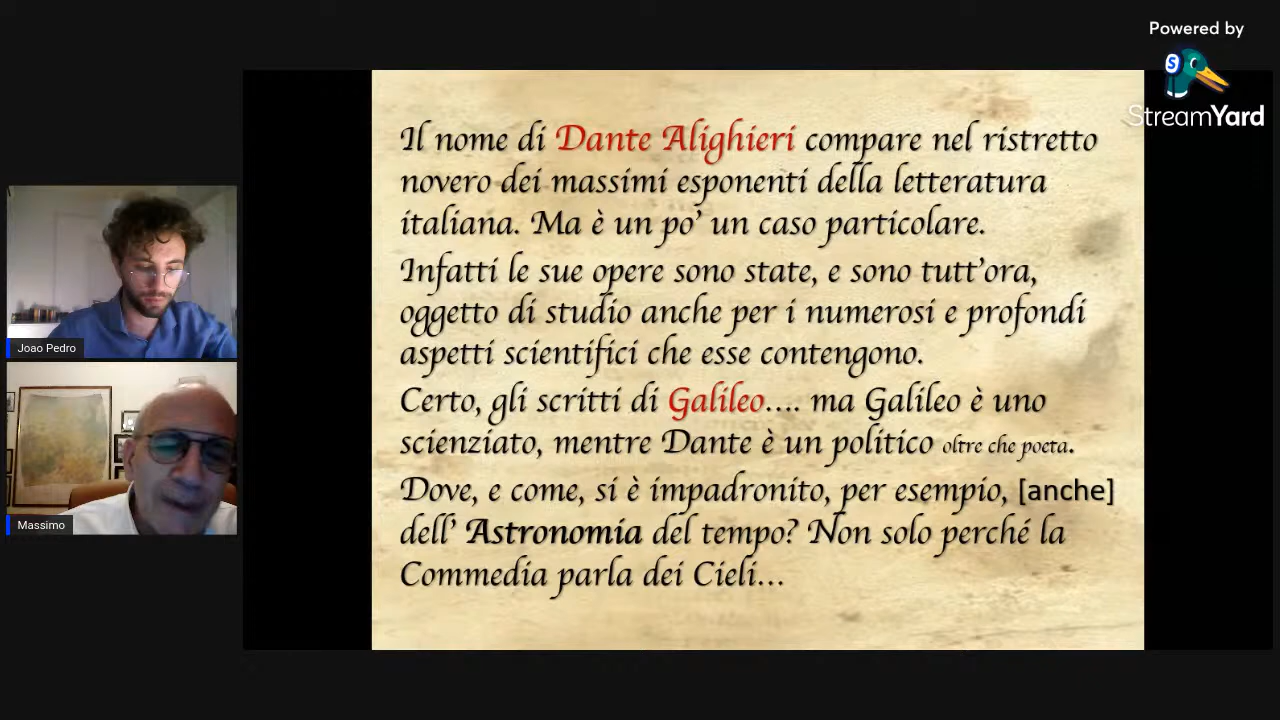 Powered by
StreamYard
Il nome di Dante Alighieri compare nel ristretto
novero dei massimi esponenti della letteratura
italiana. Ma è un po' un caso particolare.
Infatti le sue opere sono state, e sono tutt'ora,
oggetto di studio anche per i numerosi e profondi
aspetti scientifici che esse contengono.
Certo, gli scritti di Galileo.... ma Galileo è uno
scienziato, mentre Dante è un politico oltre che poeta.
Dove, e come, si è impadronito, per esempio, [anche]
dell' Astronomia del tempo? Non solo perché la
Commedia parla dei Cieli...
Joao Pedro
Massimo